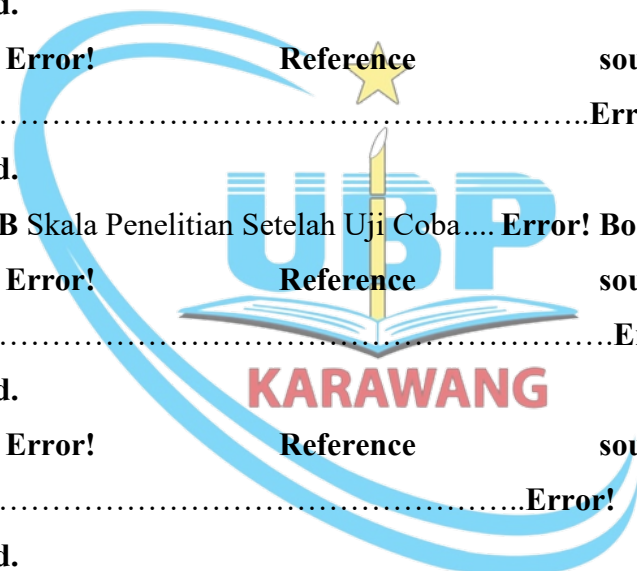 d.
Error! Reference sou
…………………………………………………..Err
d.
B Skala Penelitian Setelah Uji Coba.... Error! Bo
UBP
Error! Reference sou
…………………………………………………….Er
KARAWANG
d.
Error! Reference sou
……………………………………………..Error!
d.